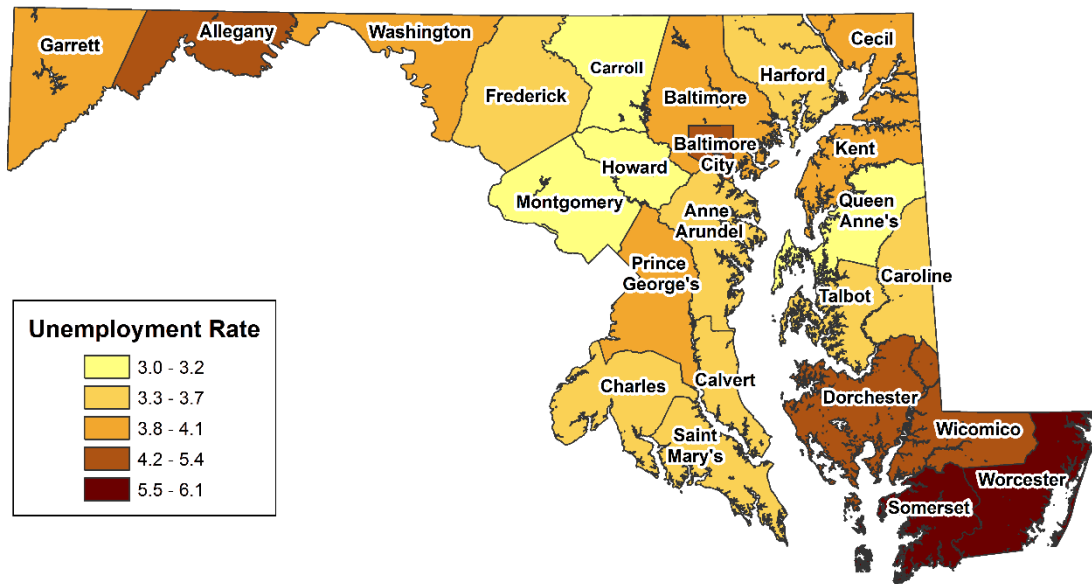 Garrett
Allegany
Washington
Frederick
Carroll
Baltimore
Harford
Cecil
Baltimore
City
Kent
Howard
Montgomery
Queen
Anne's
Anne
Arundel
Prince
George's
Caroline
Talbot
Unemployment Rate
3.0 - 3.2
3.3 - 3.7
3.8 - 4.1
4.2 - 5.4
5.5 - 6.1
Charles
Calvert
Dorchester
Saint
Mary's
Wicomico
Worcester
Somerset